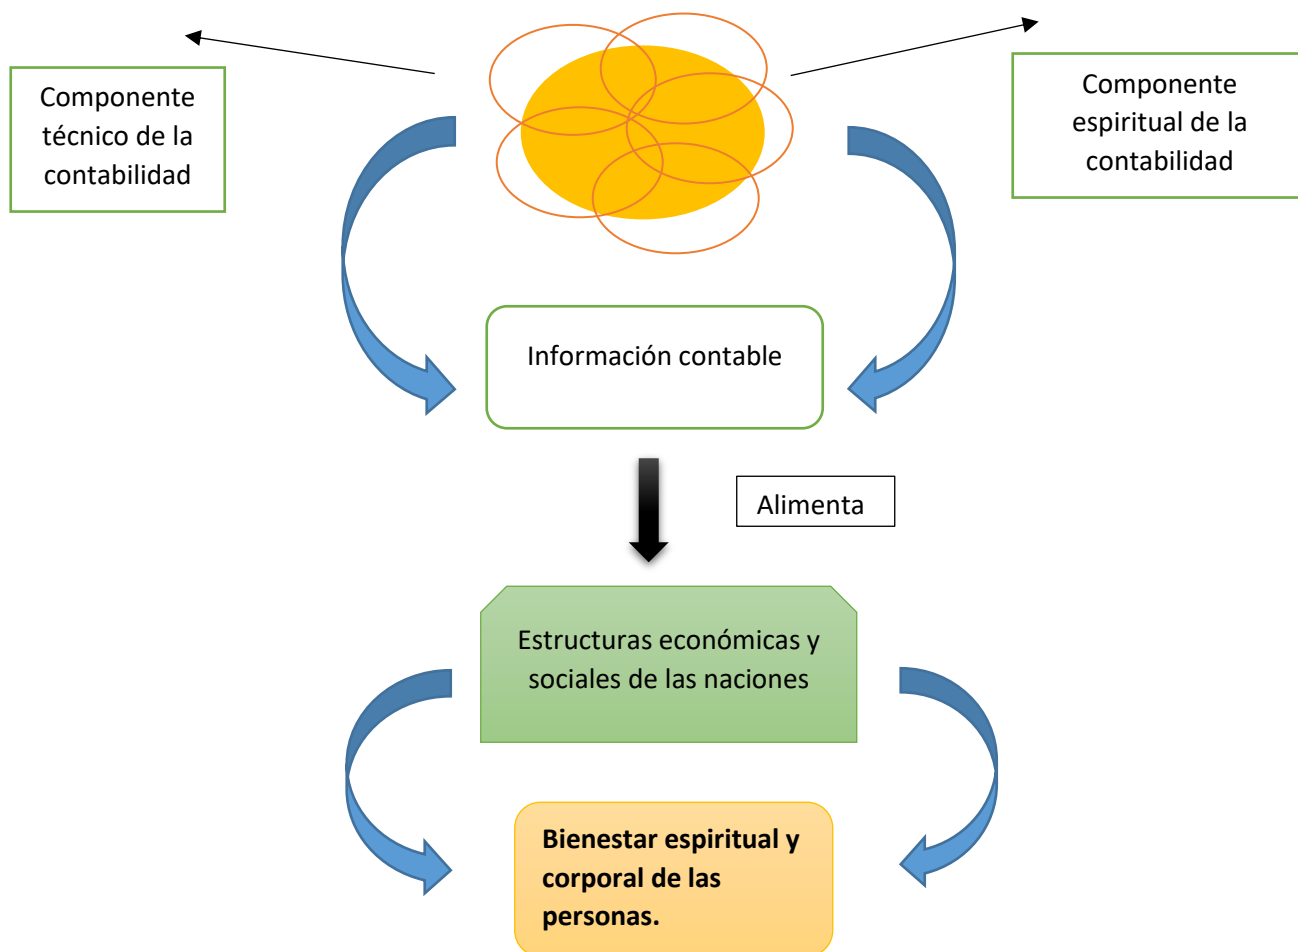 Componente
técnico de la
contabilidad
Componente
espiritual de la
contabilidad
Información contable
Alimenta
Estructuras económicas y
sociales de las naciones
Bienestar espiritual y
corporal de las
personas.